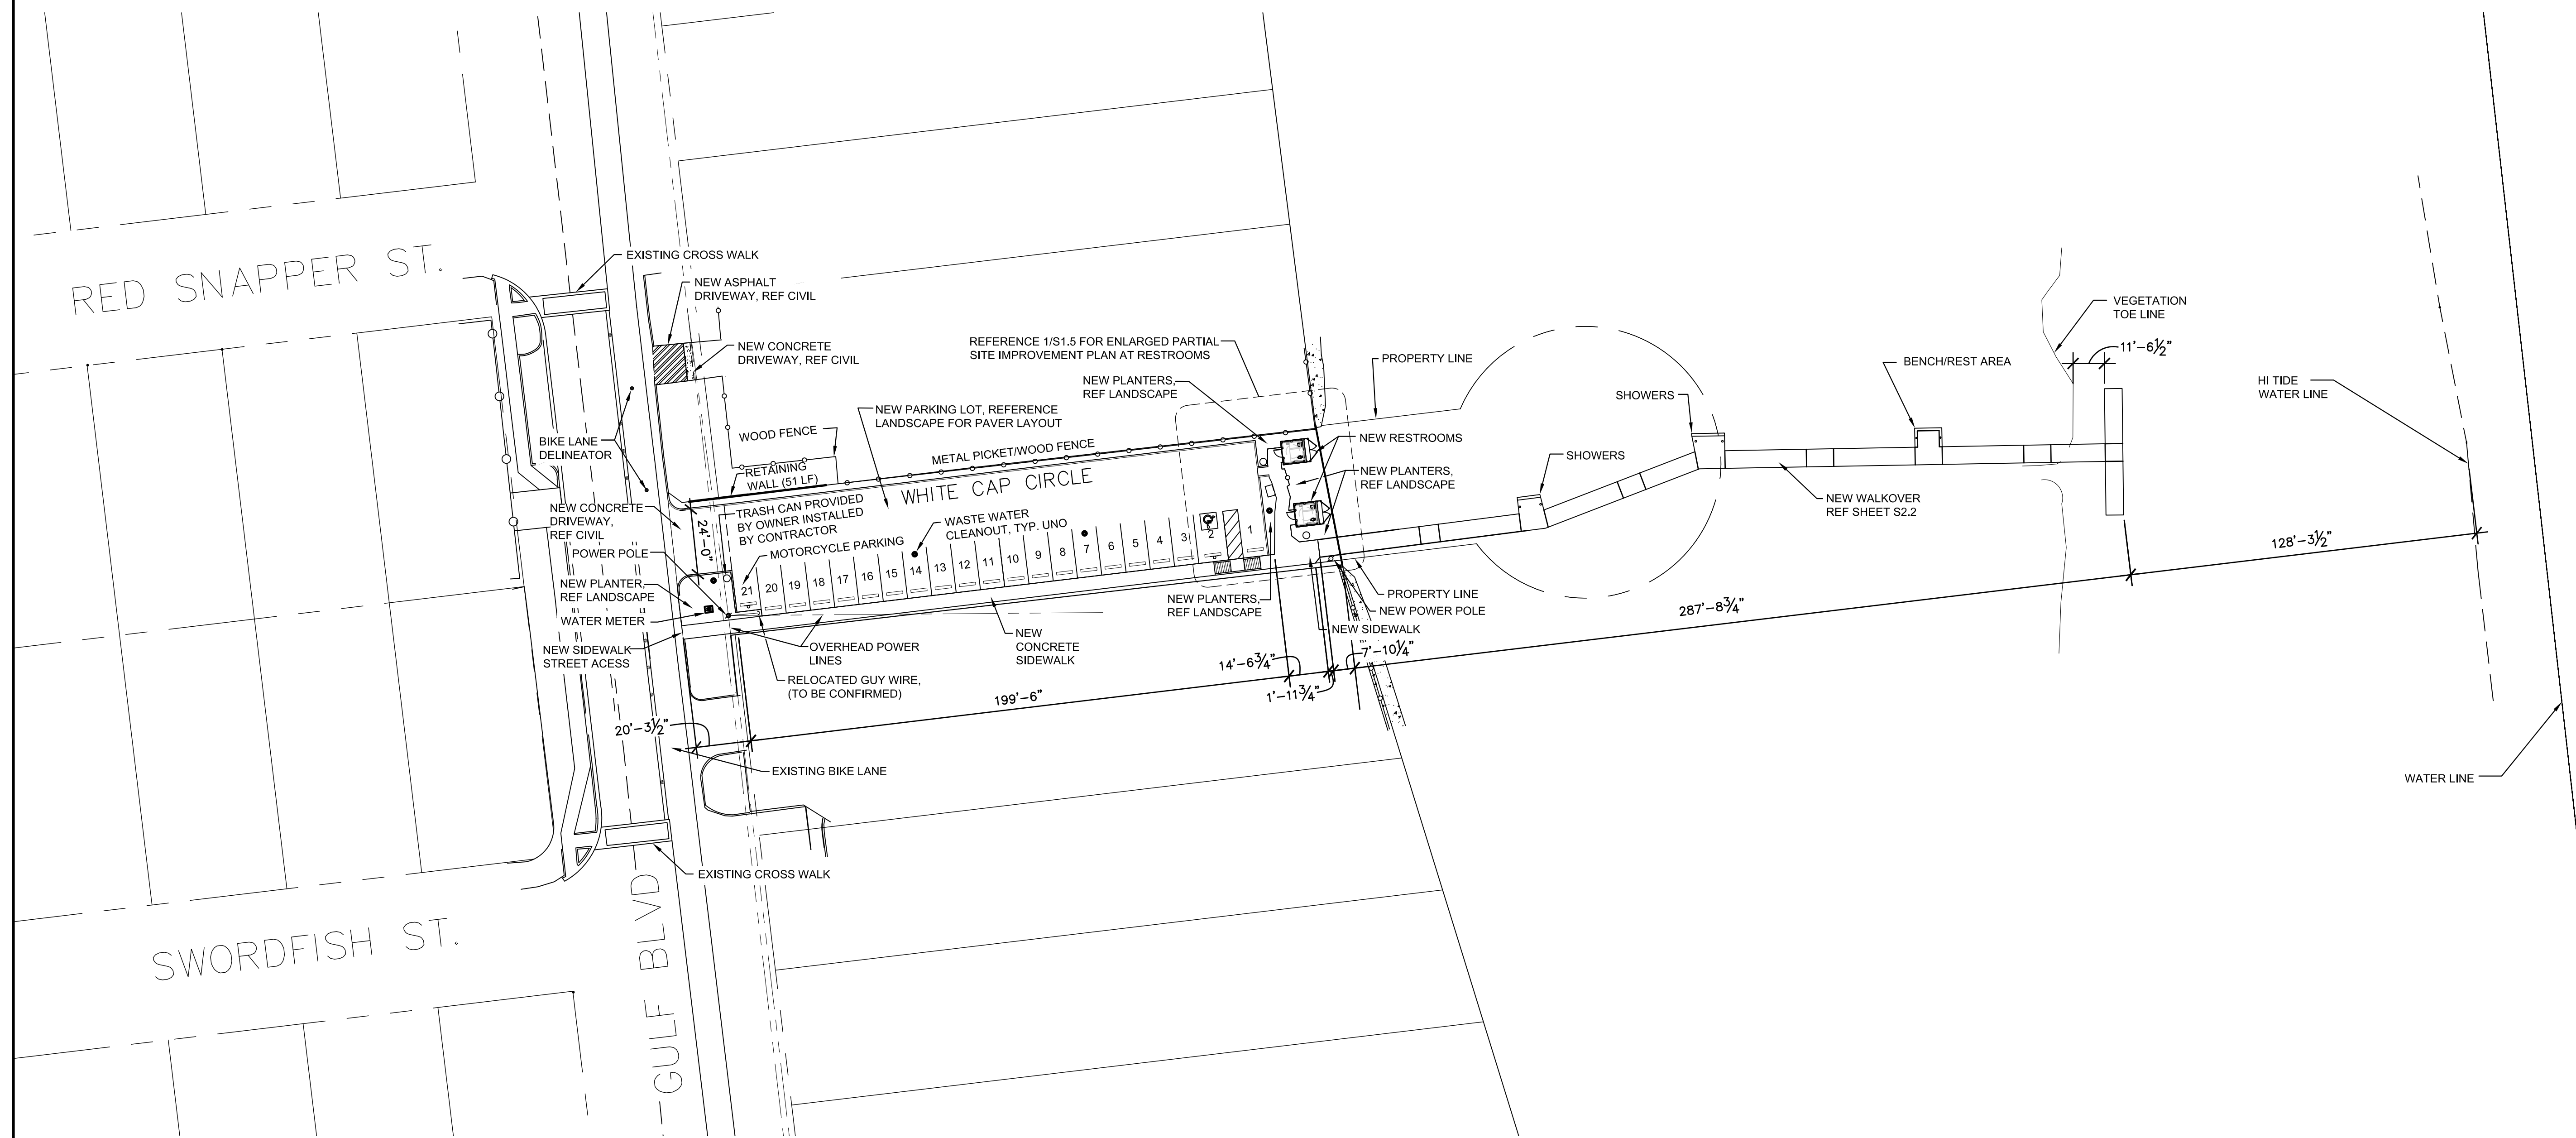 RED SNAPPER ST.
EXISTING CROSS WALK
NEW ASPHALT
DRIVEWAY, REF CIVIL
NEW CONCRETE
DRIVEWAY, REF CIVIL
REFERENCE 1/S1.5 FOR ENLARGED PARTIAL
SITE IMPROVEMENT PLAN AT RESTROOMS
NEW PLANTERS,
REF LANDSCAPE
PROPERTY LINE
NEW PARKING LOT, REFERENCE
LANDSCAPE FOR PAVER LAYOUT
BIKE LANE
DELINEATOR
WOOD FENCE
METAL PICKET/WOOD FENCE
RETAINING
WALL (51 LF)
WHITE CAP CIRCLE
NEW RESTROOMS
NEW PLANTERS,
REF LANDSCAPE
SHOWERS
SHOWERS
BENCH/REST AREA
VEGETATION
TOE LINE
11'-6½"
HI TIDE
WATER LINE
NEW WALKOVER
REF SHEET S2.2
NEW CONCRETE
DRIVEWAY,
REF CIVIL
24'-0"
TRASH CAN PROVIDED
BY OWNER INSTALLED
BY CONTRACTOR
WASTE WATER
CLEANOUT, TYP. UNO
MOTORCYCLE PARKING
POWER POLE
NEW PLANTER,
REF LANDSCAPE
WATER METER
NEW SIDEWALK
STREET ACESS
21 20 19 18 17 16 15 14 13 12 11 10 9 8 7 6 5 4 3 2 1
OVERHEAD POWER
LINES
RELOCATED GUY WIRE,
(TO BE CONFIRMED)
NEW
CONCRETE
SIDEWALK
NEW PLANTERS,
REF LANDSCAPE
PROPERTY LINE
NEW POWER POLE
NEW SIDEWALK
20'-3½"
199'-6"
14'-6¾"
1'-11¾"
7'-10¼"
287'-8¾"
128'-3½"
EXISTING BIKE LANE
WATER LINE
EXISTING CROSS WALK
SWORDFISH ST.
GULF BLVD